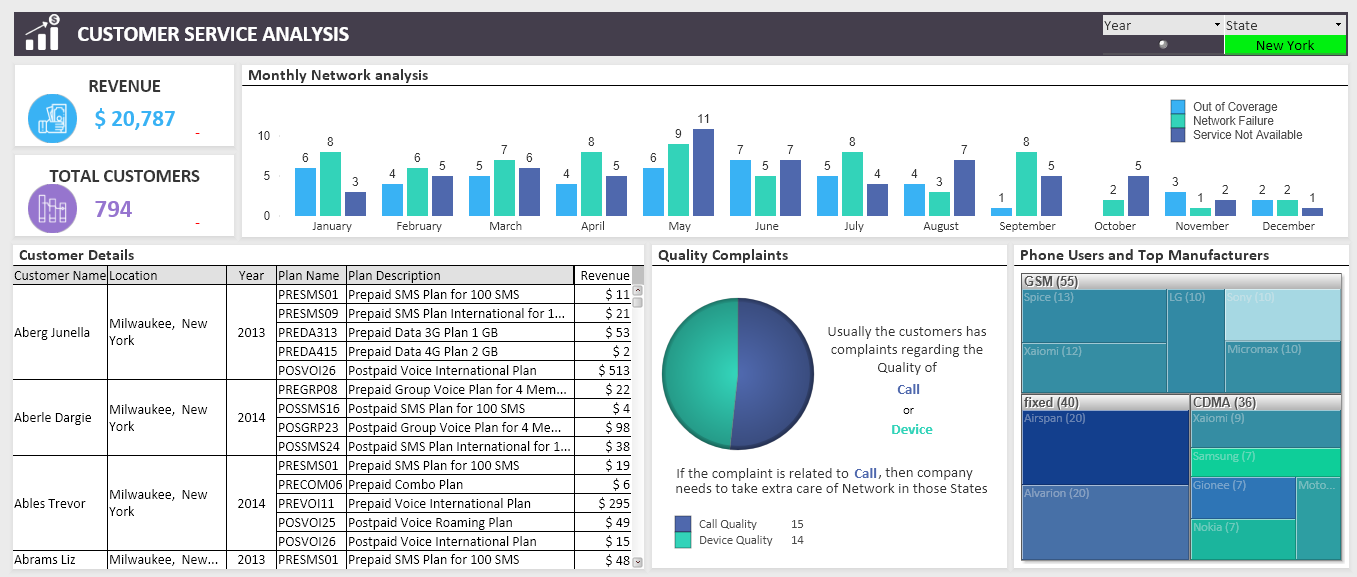 $
CUSTOMER SERVICE ANALYSIS
Year
State
New York
REVENUE
$ 20,787
-
TOTAL CUSTOMERS
794
-
Monthly Network analysis
Out of Coverage
Network Failure
Service Not Available
10
5
0
6 8 3
4 6 5
5 7 6
4 8 5
6 9 11
7 5 7
5 8 4
4 3 7
1 8 5
2 5
3 1 2
2 2 1
January February March April May June July August September October November December
Customer Details
Customer Name Location Year Plan Name Plan Description Revenue
PRESMS01 Prepaid SMS Plan for 100 SMS $ 11
PRESMS09 Prepaid SMS Plan International for 1... $ 21
Aberg Junella Milwaukee, New York 2013 PREDA313 Prepaid Data 3G Plan 1 GB $ 53
PREDA415 Prepaid Data 4G Plan 2 GB $ 2
POSVOI26 Postpaid Voice International Plan $ 513
PREGRP08 Prepaid Group Voice Plan for 4 Mem... $ 22
Aberle Dargie Milwaukee, New York 2014 POSSMS16 Postpaid SMS Plan for 100 SMS $ 4
POSGRP23 Postpaid Group Voice Plan for 4 Me... $ 98
POSSMS24 Postpaid SMS Plan International for 1... $ 38
PRESMS01 Prepaid SMS Plan for 100 SMS $ 19
PRECOM06 Prepaid Combo Plan $ 6
Ables Trevor Milwaukee, New York 2014 PREVOI11 Prepaid Voice International Plan $ 295
POSVOI25 Postpaid Voice Roaming Plan $ 49
POSVOI26 Postpaid Voice International Plan $ 15
Abrams Liz Milwaukee, New... 2013 PRESMS01 Prepaid SMS Plan for 100 SMS $ 48
Quality Complaints
Usually the customers has
complaints regarding the
Quality of
Call
or
Device
If the complaint is related to Call, then company
needs to take extra care of Network in those States
Call Quality 15
Device Quality 14
Phone Users and Top Manufacturers
GSM (55)
Spice (13)
LG (10)
Sony (10)
Xaiomi (12)
Micromax (10)
fixed (40)
Airspan (20)
Alvarion (20)
CDMA (36)
Xaiomi (9)
Samsung (7)
Gionee (7)
Moto...
Nokia (7)